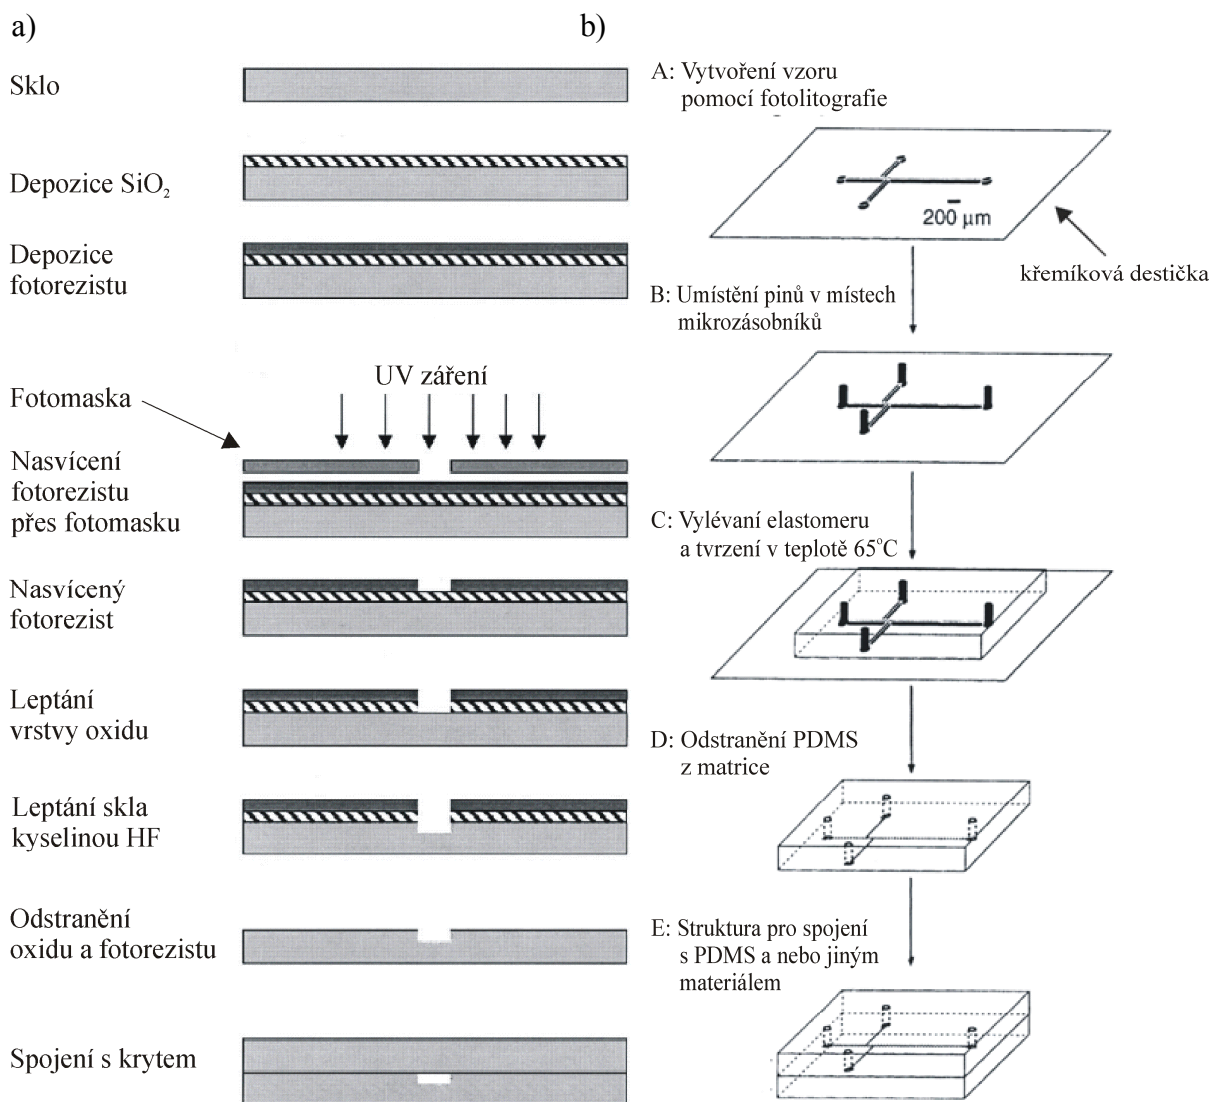 a)
Sklo
Depozice SiO₂
Depozice
fotorezistu
UV záření
Fotomaska
Nasvícení
fotorezistu
přes fotomasku
Nasvícený
fotorezist
Leptání
vrstvy oxidu
Leptání skla
kyselinou HF
Odstranění
oxidu a fotorezistu
Spojení s krytem
b)
A: Vytvoření vzoru
pomocí fotolitografie
200 µm
křemíková destička
B: Umístění pinů v místech
mikrozásobníků
C: Vylévaní elastomeru
a tvrzení v teplotě 65°C
D: Odstranění PDMS
z matrice
E: Struktura pro spojení
s PDMS a nebo jiným
materiálem